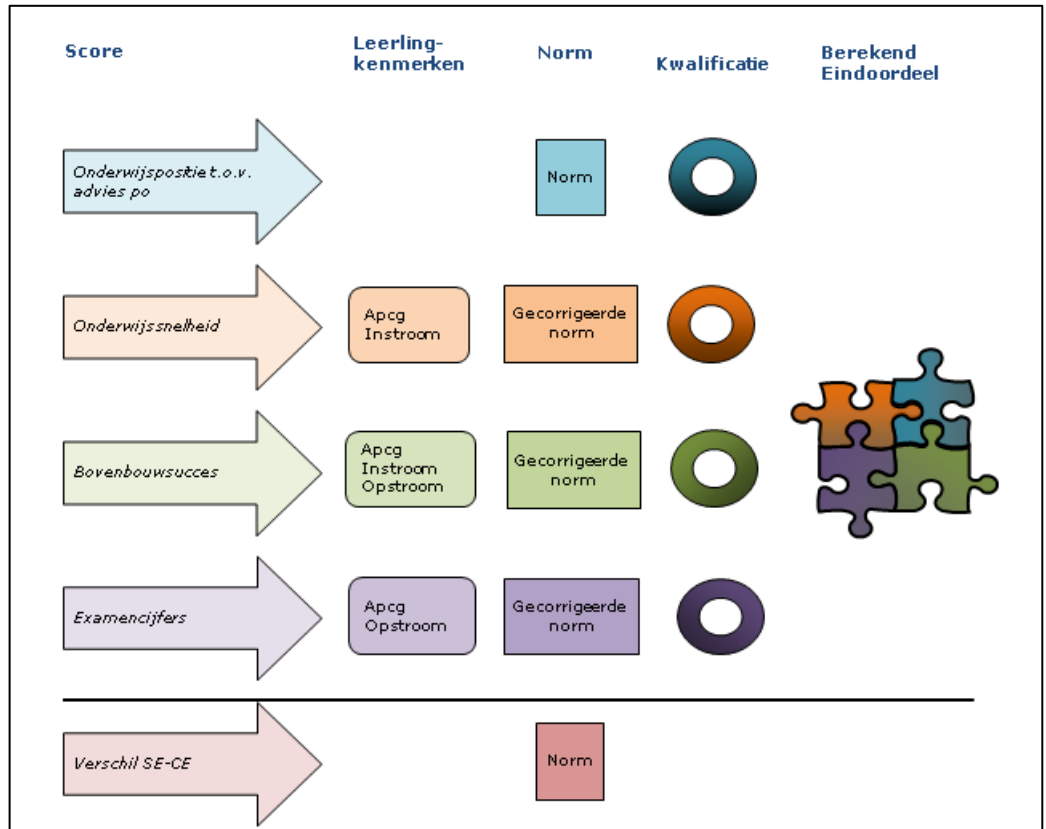 Score
Leerling-
kenmerken
Norm
Kwalificatie
Berekend
Eindoordeel
Onderwijspositie t.o.v.
advies po
Norm
Onderwijssnelheid
Apcg
Instroom
Gecorrigeerde
norm
Bovenbouwsucces
Apcg
Instroom
Opstroom
Gecorrigeerde
norm
Examencijfers
Apcg
Opstroom
Gecorrigeerde
norm
Verschil SE-CE
Norm